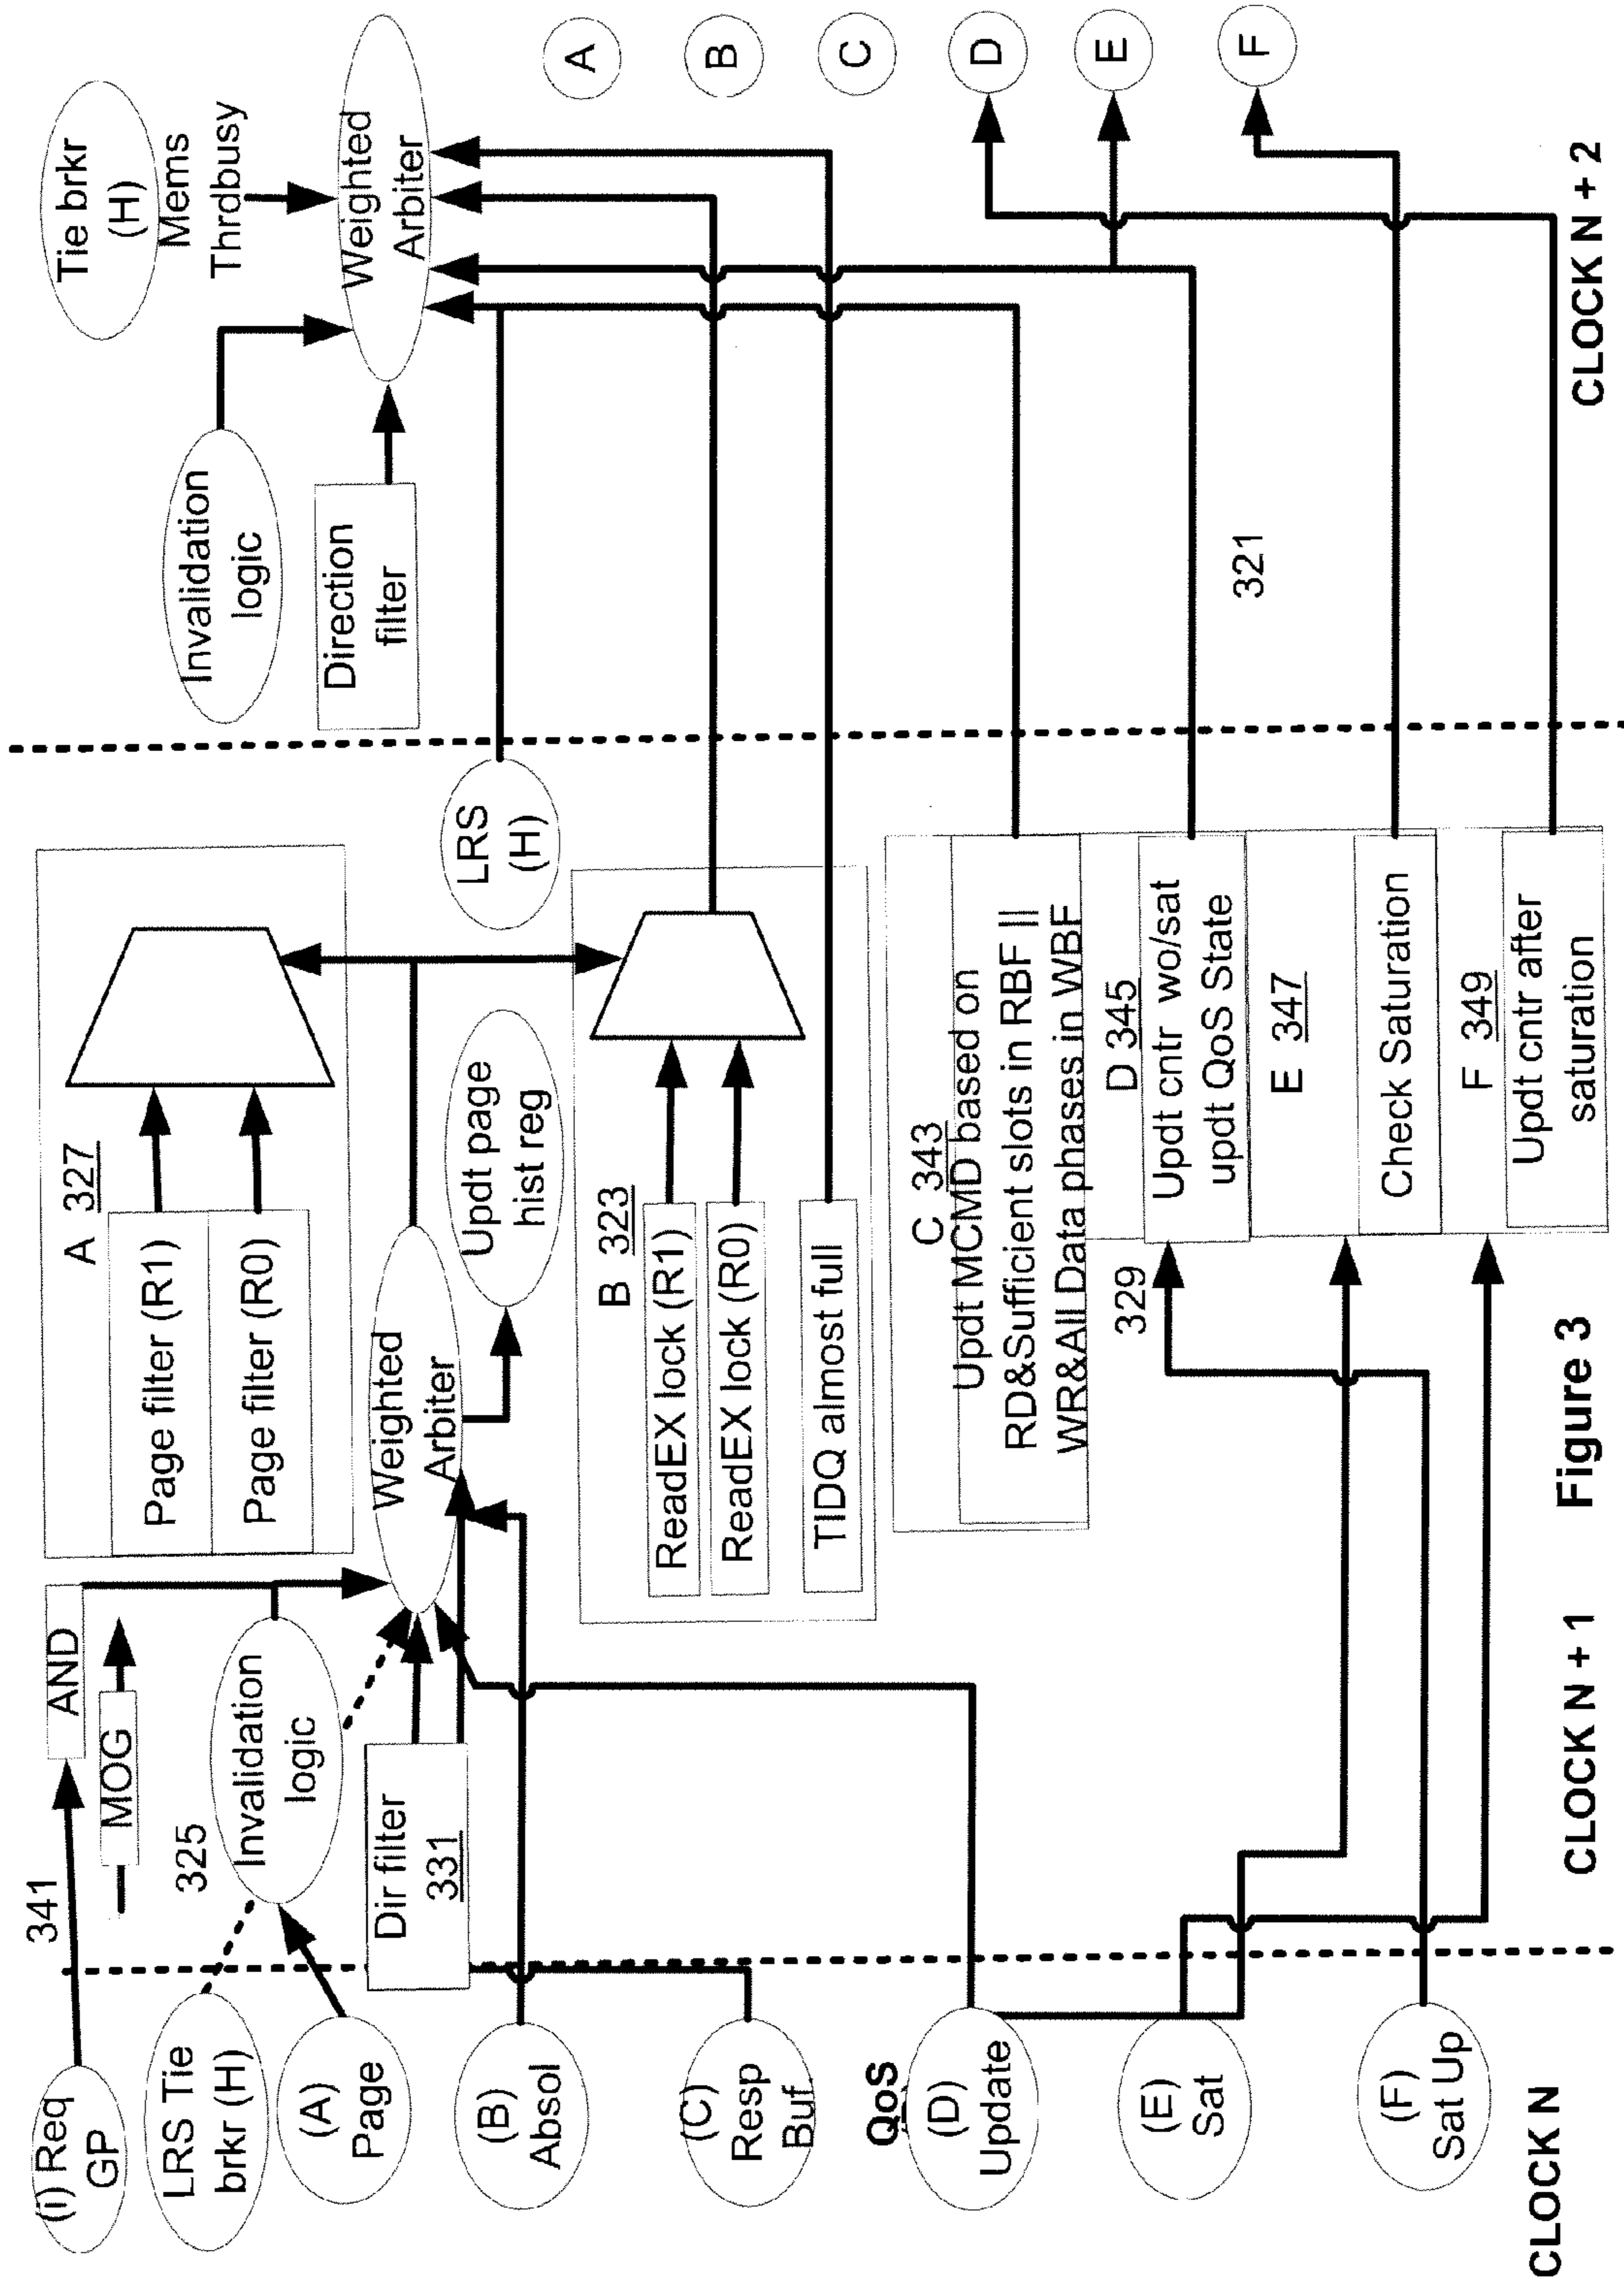 (i) Req
GP
LRS Tie
brkr (H)
(A)
Page
(B)
Absol
(C)
Resp
Buf.
QoS
(D)
Update
(E)
Sat
(F)
Sat Up
CLOCK N
341
AND
MOG
325
Invalidation
logic
Dir filter
331
Weighted
Arbiter
Updt page
hist reg
A 327
Page filter (R1)
Page filter (R0)
LRS
(H)
B 323
ReadEX lock (R1)
ReadEX lock (R0)
TIDQ almost full
C 343
Updt MCMD based on
RD&Sufficient slots in RBF ||
WR&All Data phases in WBF
329
D 345
Updt cntr wo/sat
updt QoS State
E 347
Check Saturation
F 349
Updt cntr after
saturation
CLOCK N + 1
Figure 3
Invalidation
logic
Direction
filter
Tie brkr
(H)
Mems
Thrdbusy
Weighted
Arbiter
A
B
C
D
E
F
321
CLOCK N + 2